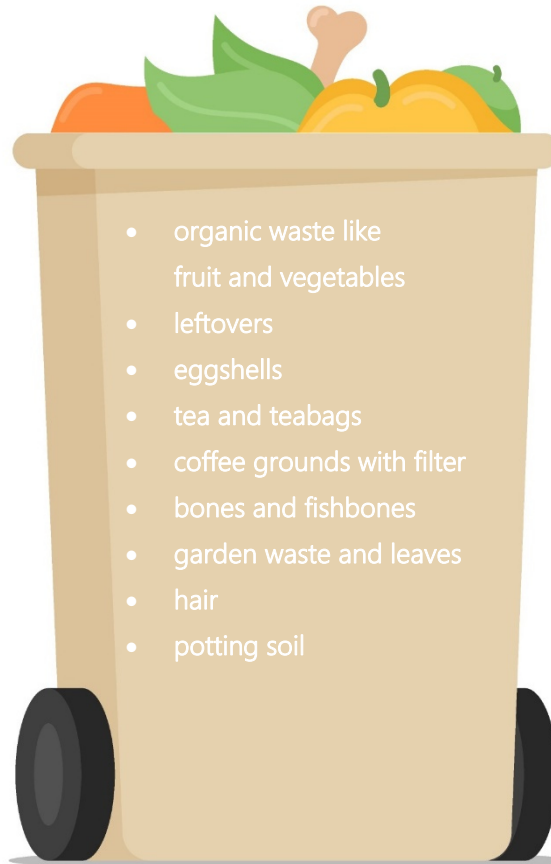 • organic waste like
fruit and vegetables
• leftovers
• eggshells
• tea and teabags
• coffee grounds with filter
• bones and fishbones
• garden waste and leaves
• hair
• potting soil